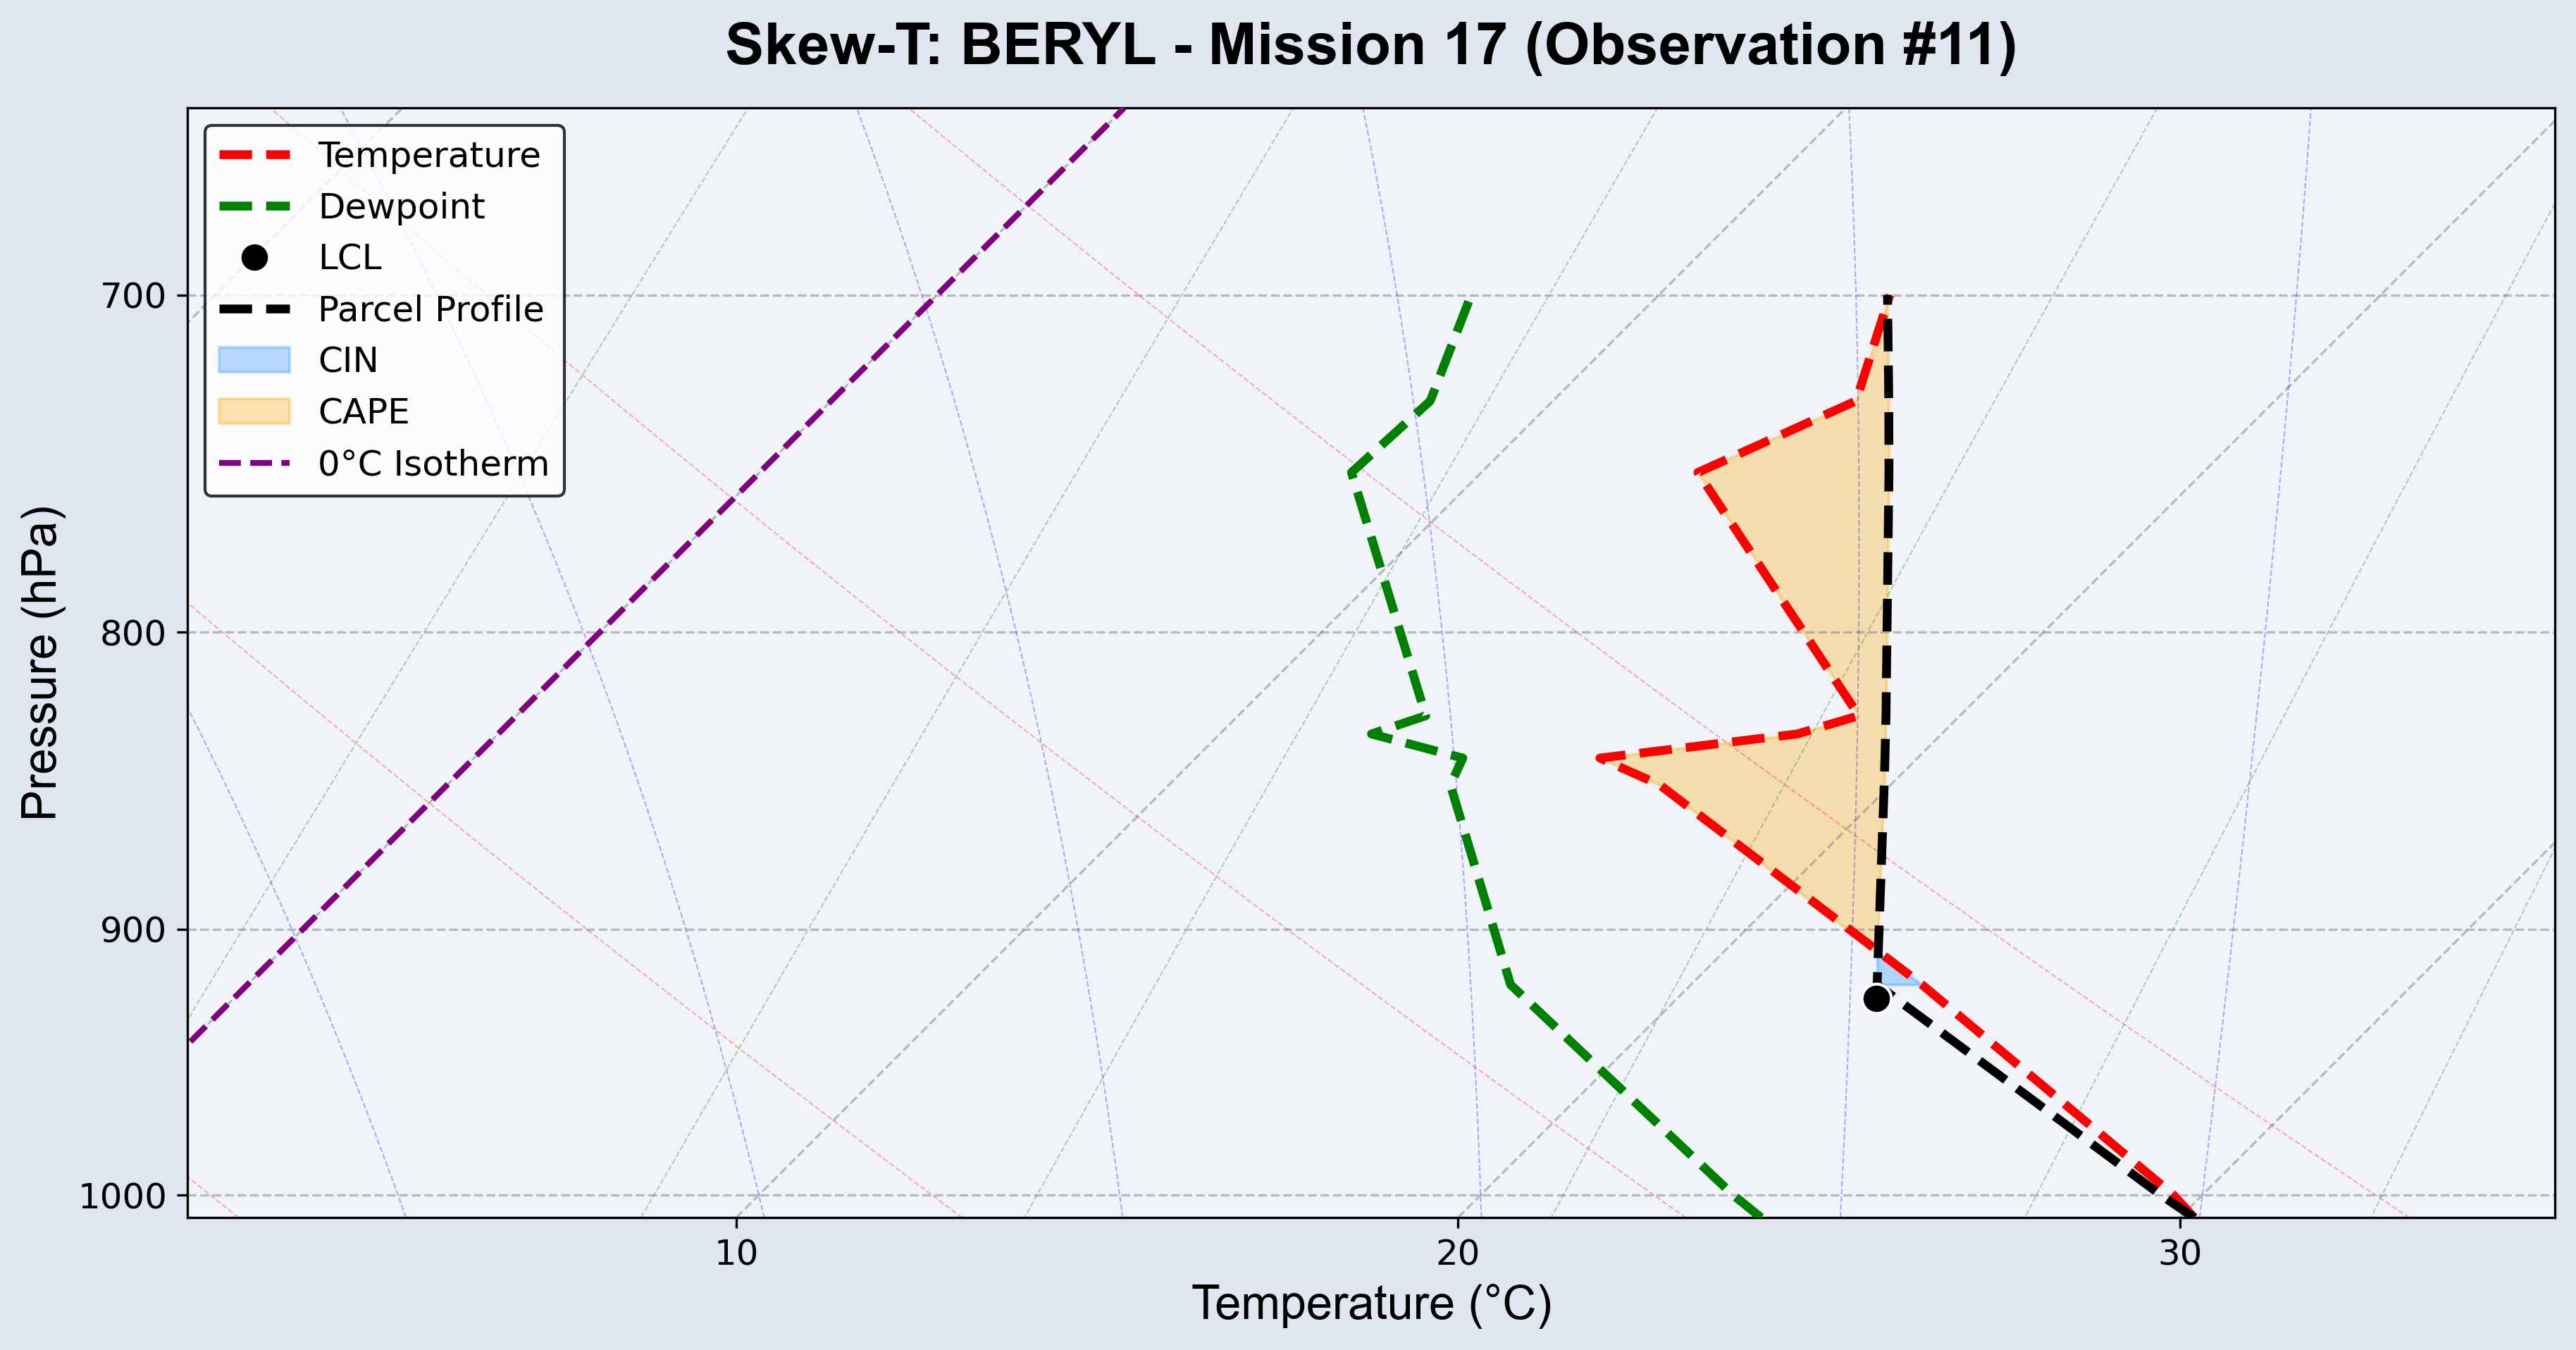 Skew-T: BERYL - Mission 17 (Observation #11)
Temperature
Dewpoint
LCL
Parcel Profile
CIN
CAPE
0°C Isotherm
Pressure (hPa)
700
800
900
1000
10
20
30
Temperature (°C)